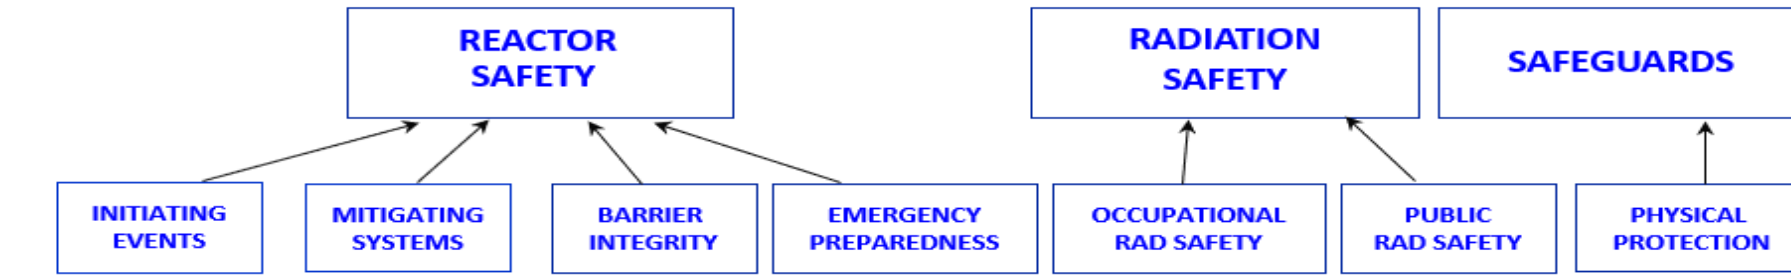 REACTOR
SAFETY
RADIATION
SAFETY
SAFEGUARDS
INITIATING
EVENTS
MITIGATING
SYSTEMS
BARRIER
INTEGRITY
EMERGENCY
PREPAREDNESS
OCCUPATIONAL
RAD SAFETY
PUBLIC
RAD SAFETY
PHYSICAL
PROTECTION